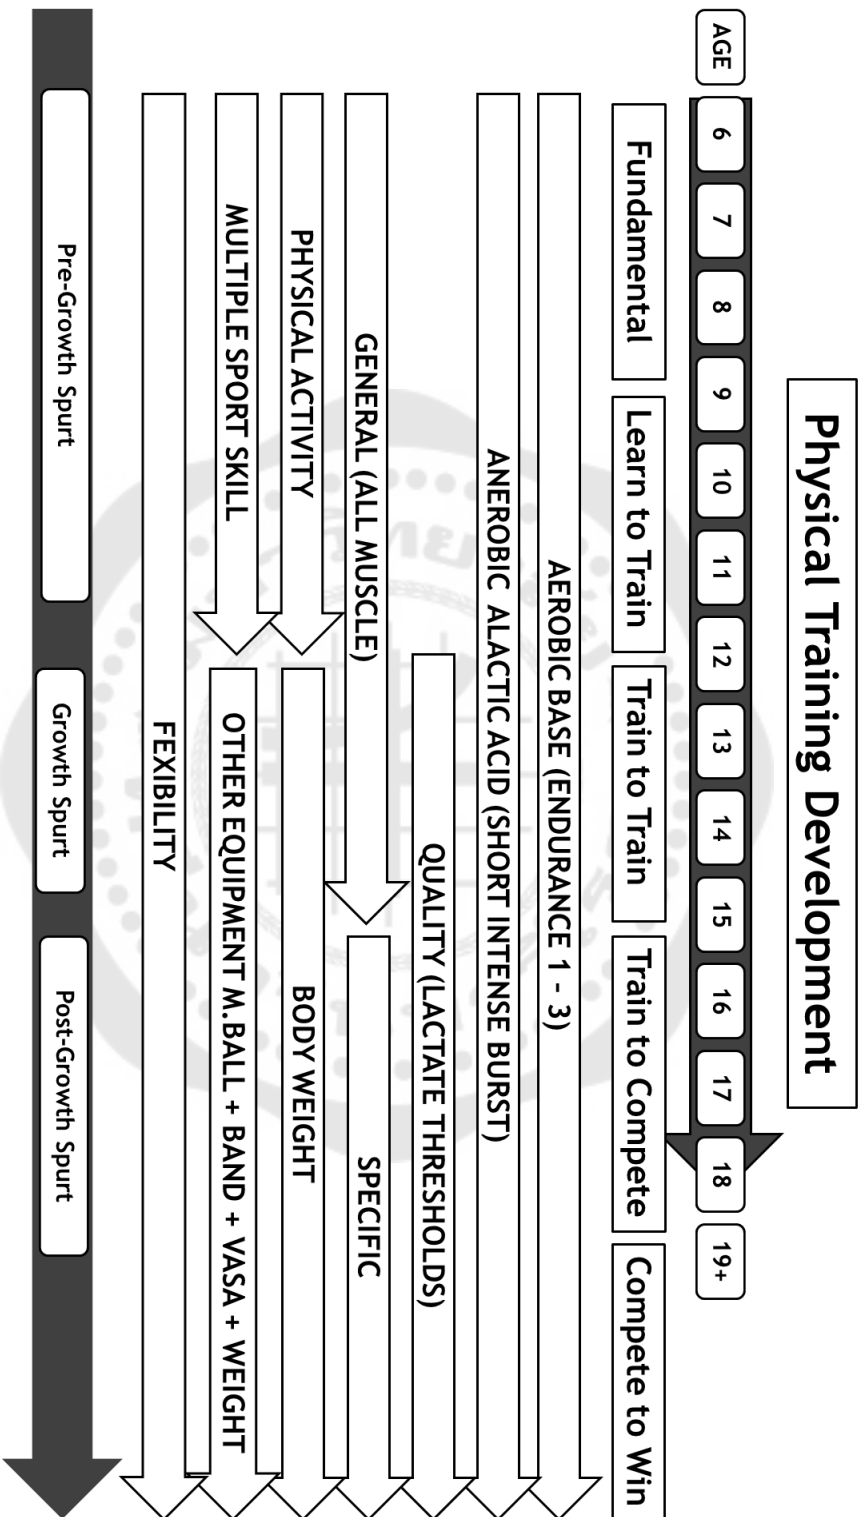 Physical Training Development
AGE 6 7 8 9 10 11 12 13 14 15 16 17 18 19+
Fundamental
Learn to Train
Train to Train
Train to Compete
Compete to Win
AEROBIC BASE (ENDURANCE 1 - 3)
ANEROBIC ALACTIC ACID (SHORT INTENSE BURST)
QUALITY (LACTATE THRESHOLDS)
GENERAL (ALL MUSCLE)
SPECIFIC
PHYSICAL ACTIVITY
BODY WEIGHT
MULTIPLE SPORT SKILL
OTHER EQUIPMENT M.BALL + BAND + VASA + WEIGHT
FEXIBILITY
Pre-Growth Spurt
Growth Spurt
Post-Growth Spurt